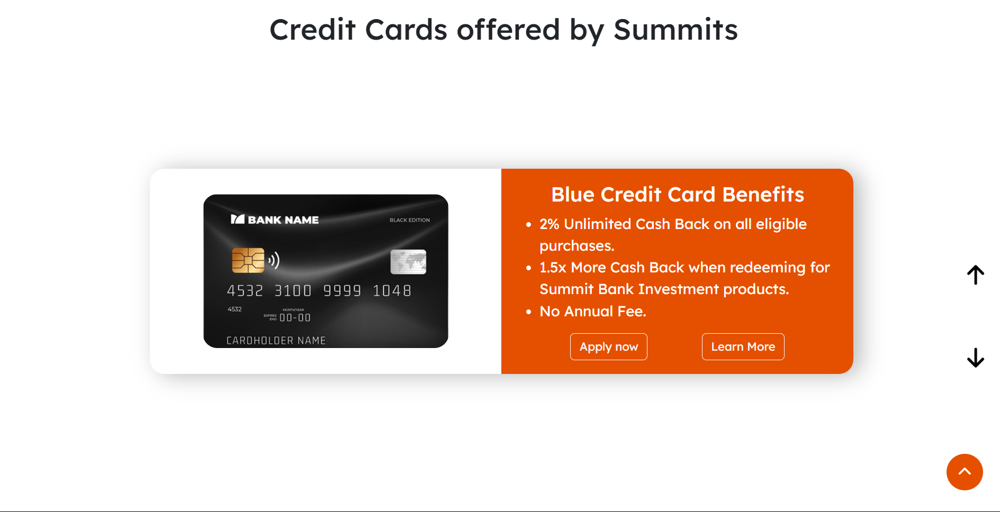 Credit Cards offered by Summits
BANK NAME
BLACK EDITION
4532 3100 9999 1048
4532
MONTH/YEAR
EXPIRES
END
00-00
CARDHOLDER NAME
Blue Credit Card Benefits
• 2% Unlimited Cash Back on all eligible
purchases.
• 1.5x More Cash Back when redeeming for
Summit Bank Investment products.
• No Annual Fee.
Apply now
Learn More